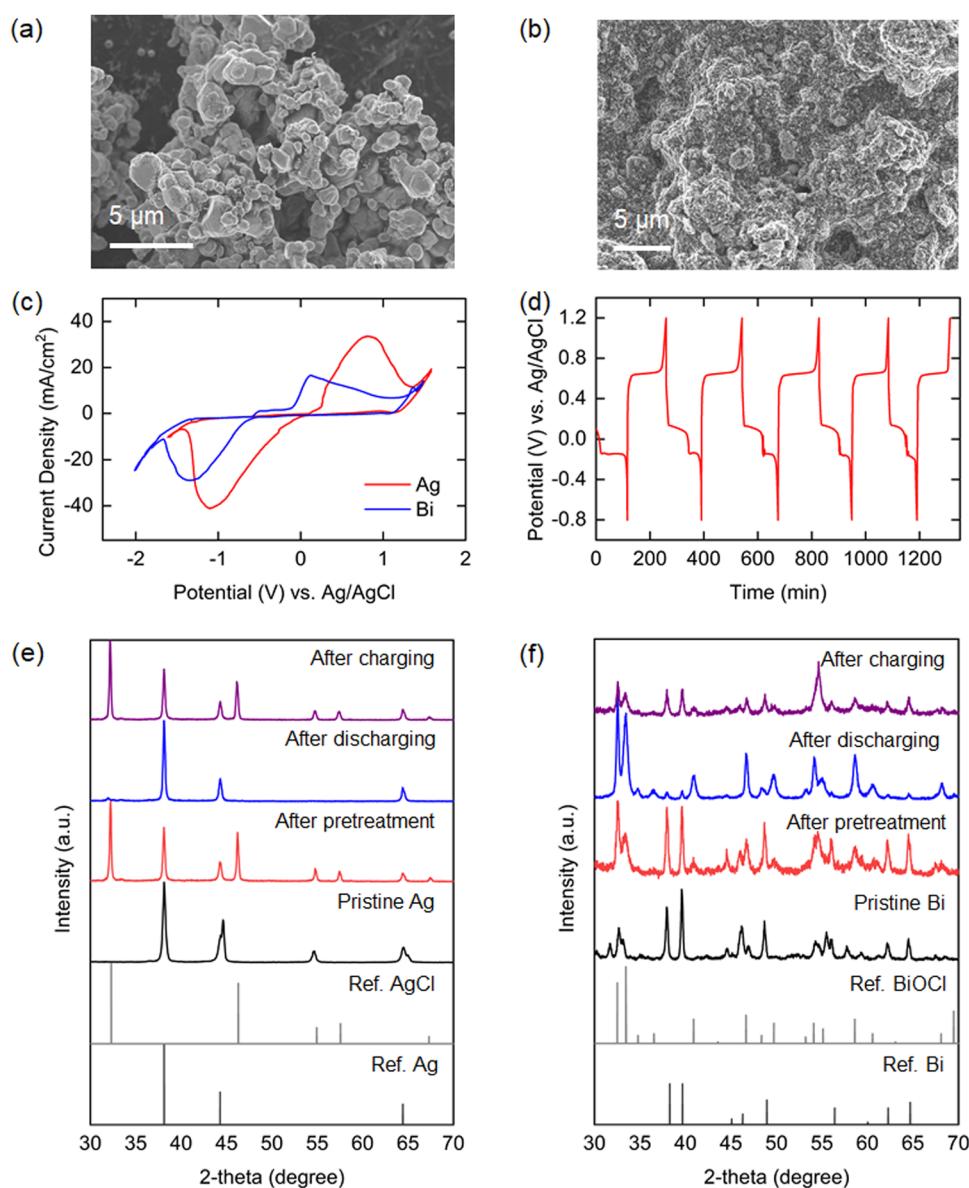 (a)
5 µm
(b)
5 µm
(c)
Current Density (mA/cm²)
40
20
0
-20
-40
Ag
Bi
-2
-1
0
1
2
Potential (V) vs. Ag/AgCl
(d)
Potential (V) vs. Ag/AgCl
1.2
0.8
0.4
0.0
-0.4
-0.8
0
200
400
600
800
1000
1200
Time (min)
(e)
Intensity (a.u.)
After charging
After discharging
After pretreatment
Pristine Ag
Ref. AgCl
Ref. Ag
30
40
45
50
55
60
65
70
2-theta (degree)
(f)
Intensity (a.u.)
After charging
After discharging
After pretreatment
Pristine Bi
Ref. BiOCl
Ref. Bi
30
35
40
45
50
55
60
65
70
2-theta (degree)